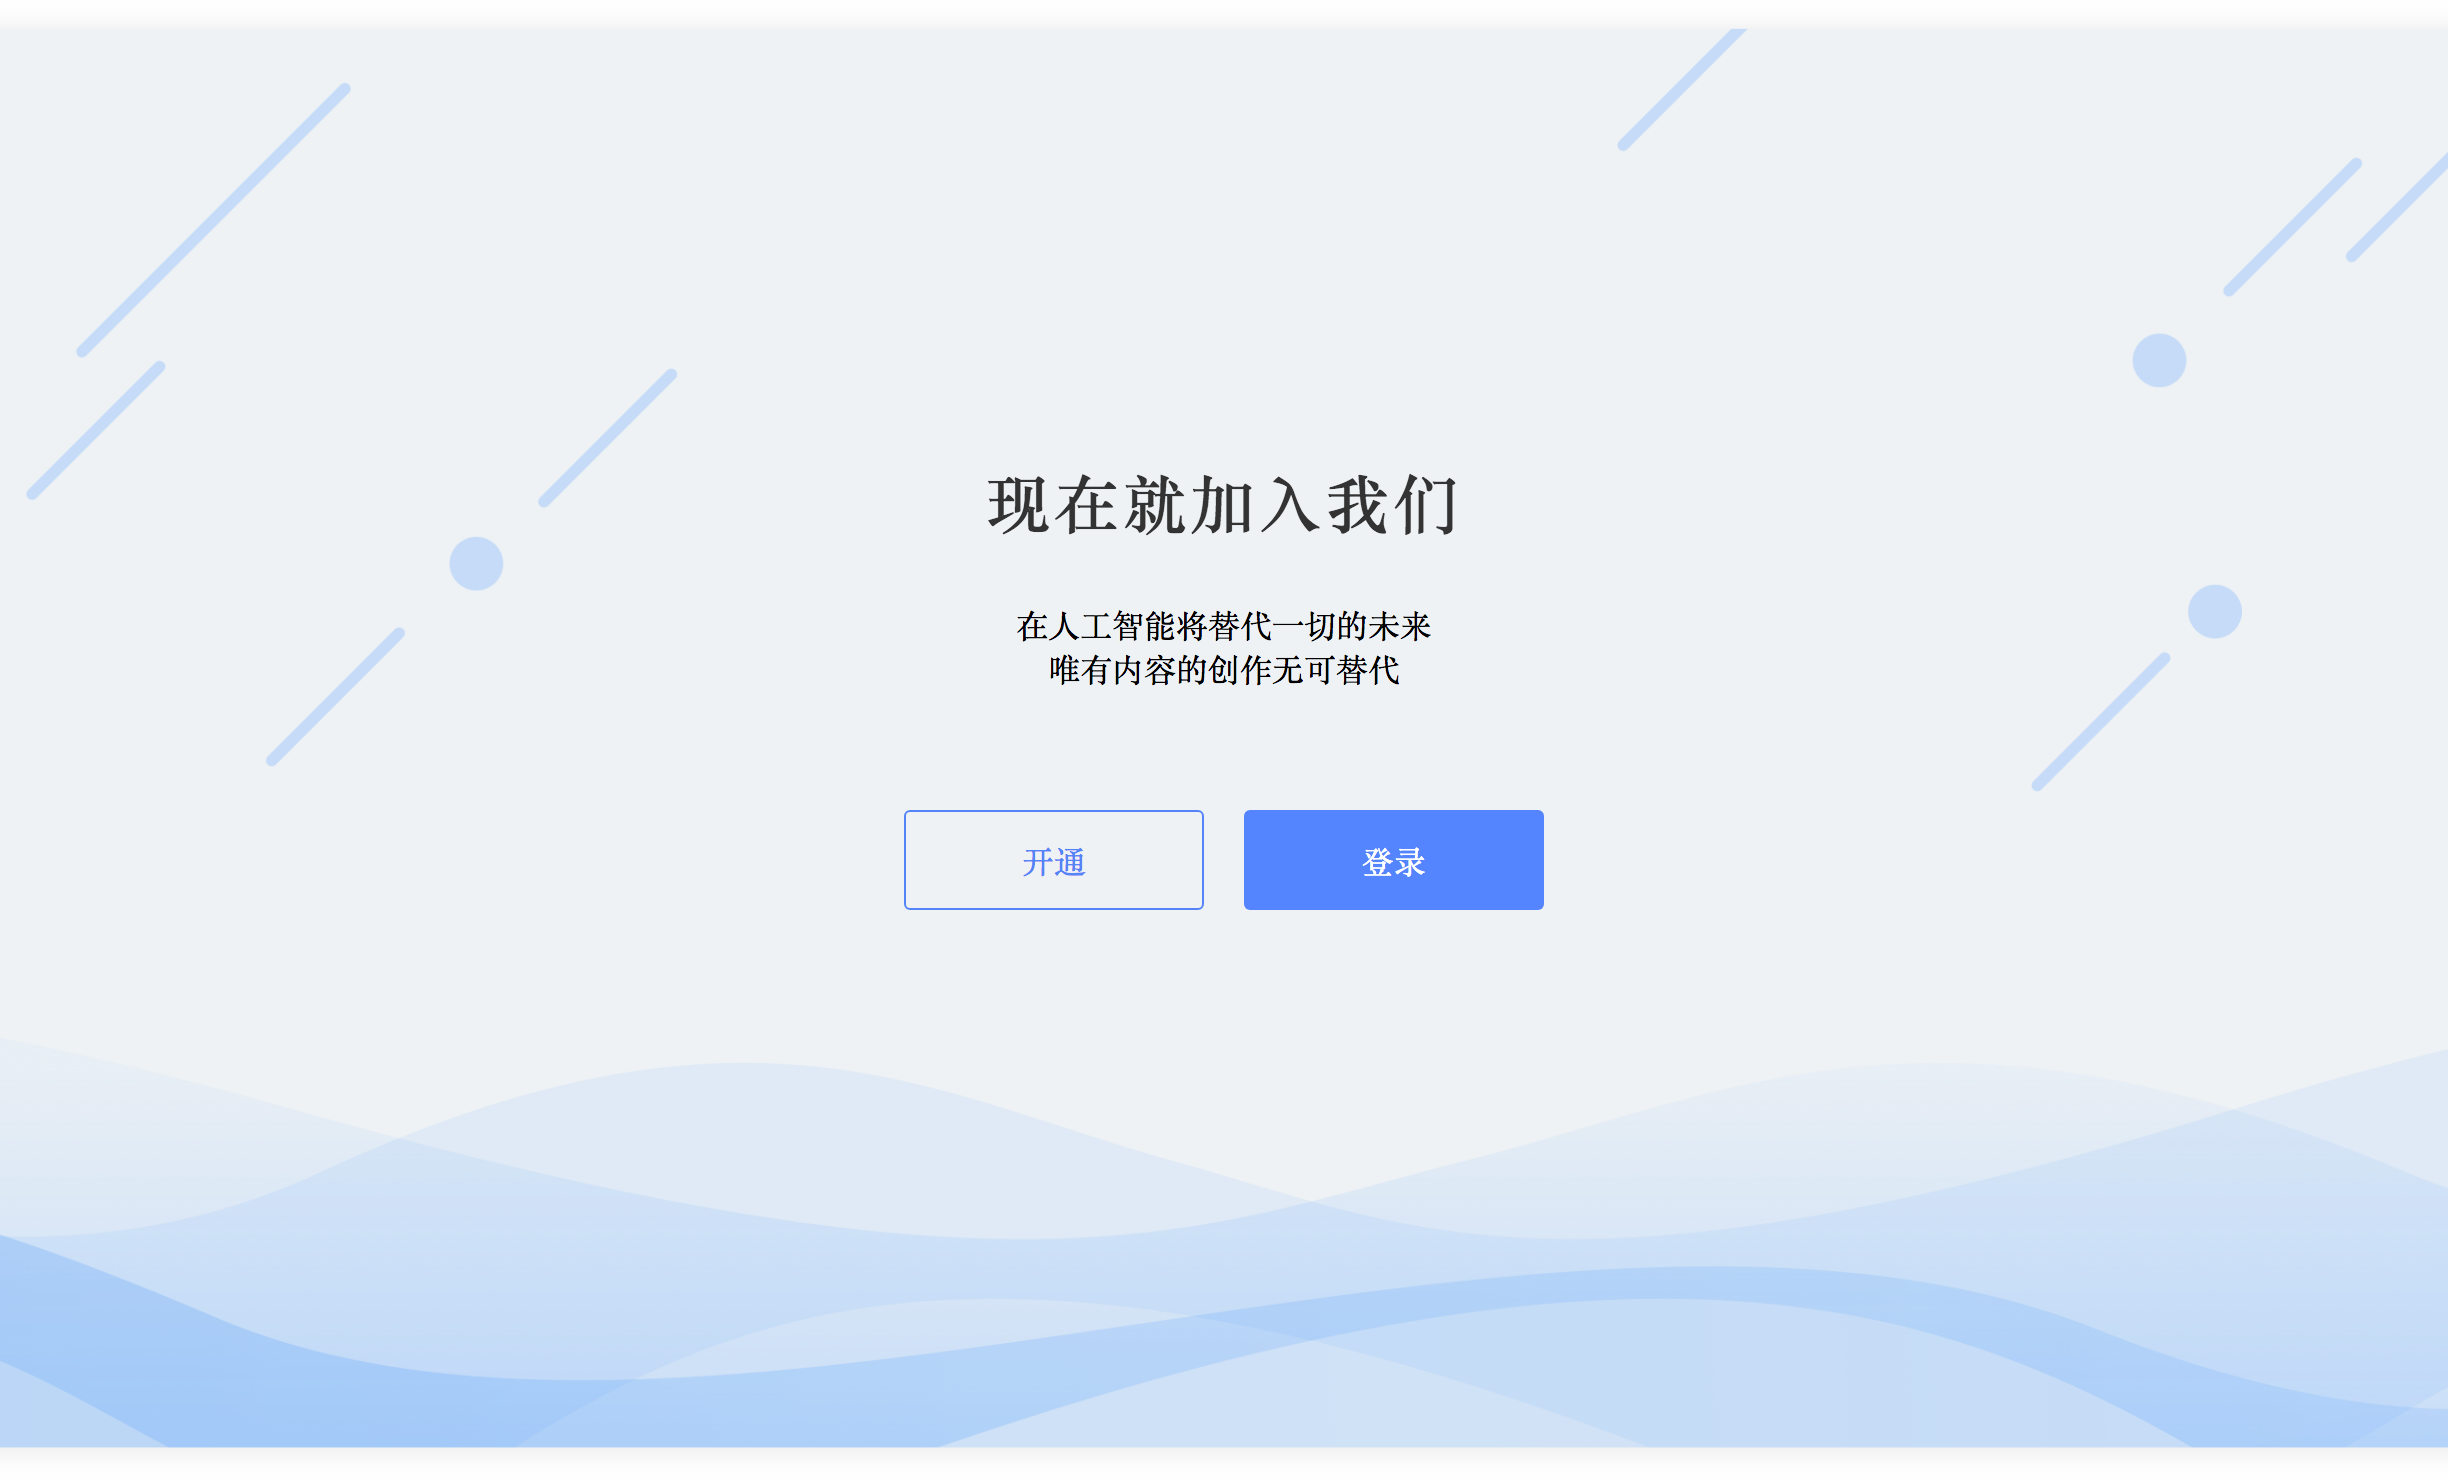 现在就加入我们
在人工智能将替代一切的未来
唯有内容的创作无可替代
开通
登录